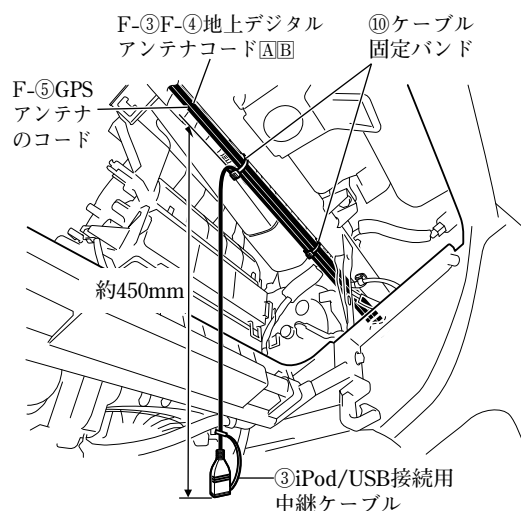 F-③F-④地上デジタル
アンテナコードAB
⑩ケーブル
固定バンド
F-⑤GPS
アンテナ
のコード
約450mm
③iPod/USB接続用
中継ケーブル